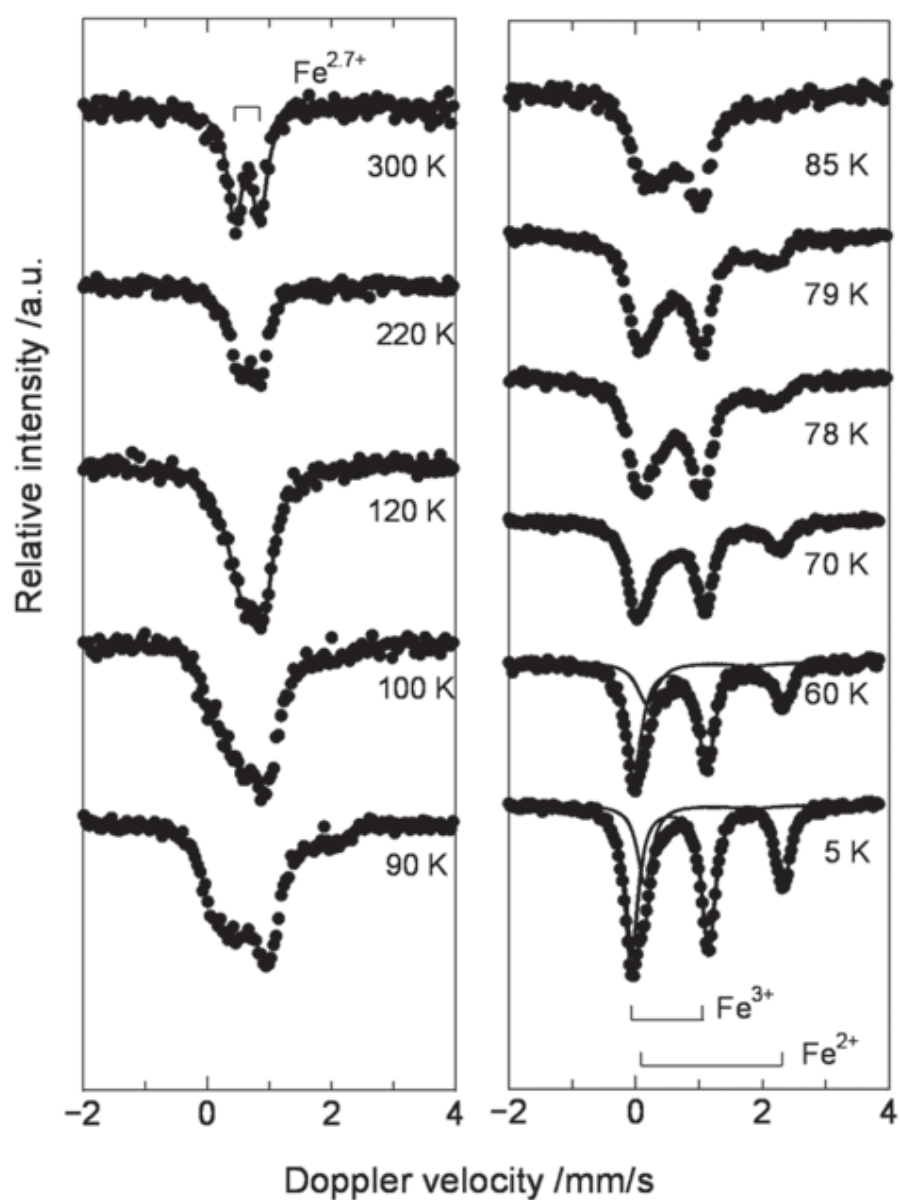 Relative intensity /a.u.
Fe2.7+
300 K
220 K
120 K
100 K
90 K
−2 0 2 4
85 K
79 K
78 K
70 K
60 K
5 K
Fe3+
Fe2+
−2 0 2 4
Doppler velocity /mm/s